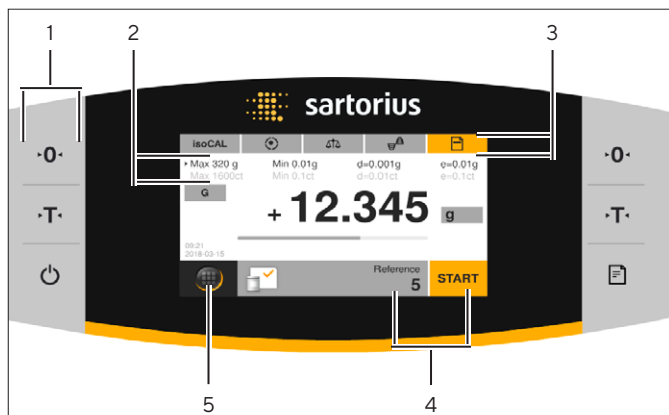 1
2
3
sartorius
isoCAL
Max 320 g Min 0.01g d=0.001g e=0.01g
Max 1600ct Min 0.1ct d=0.01ct e=0.1ct
G
+ 12.345 g
09:21
2018-03-15
Reference
5
START
0
T
0
T
5
4